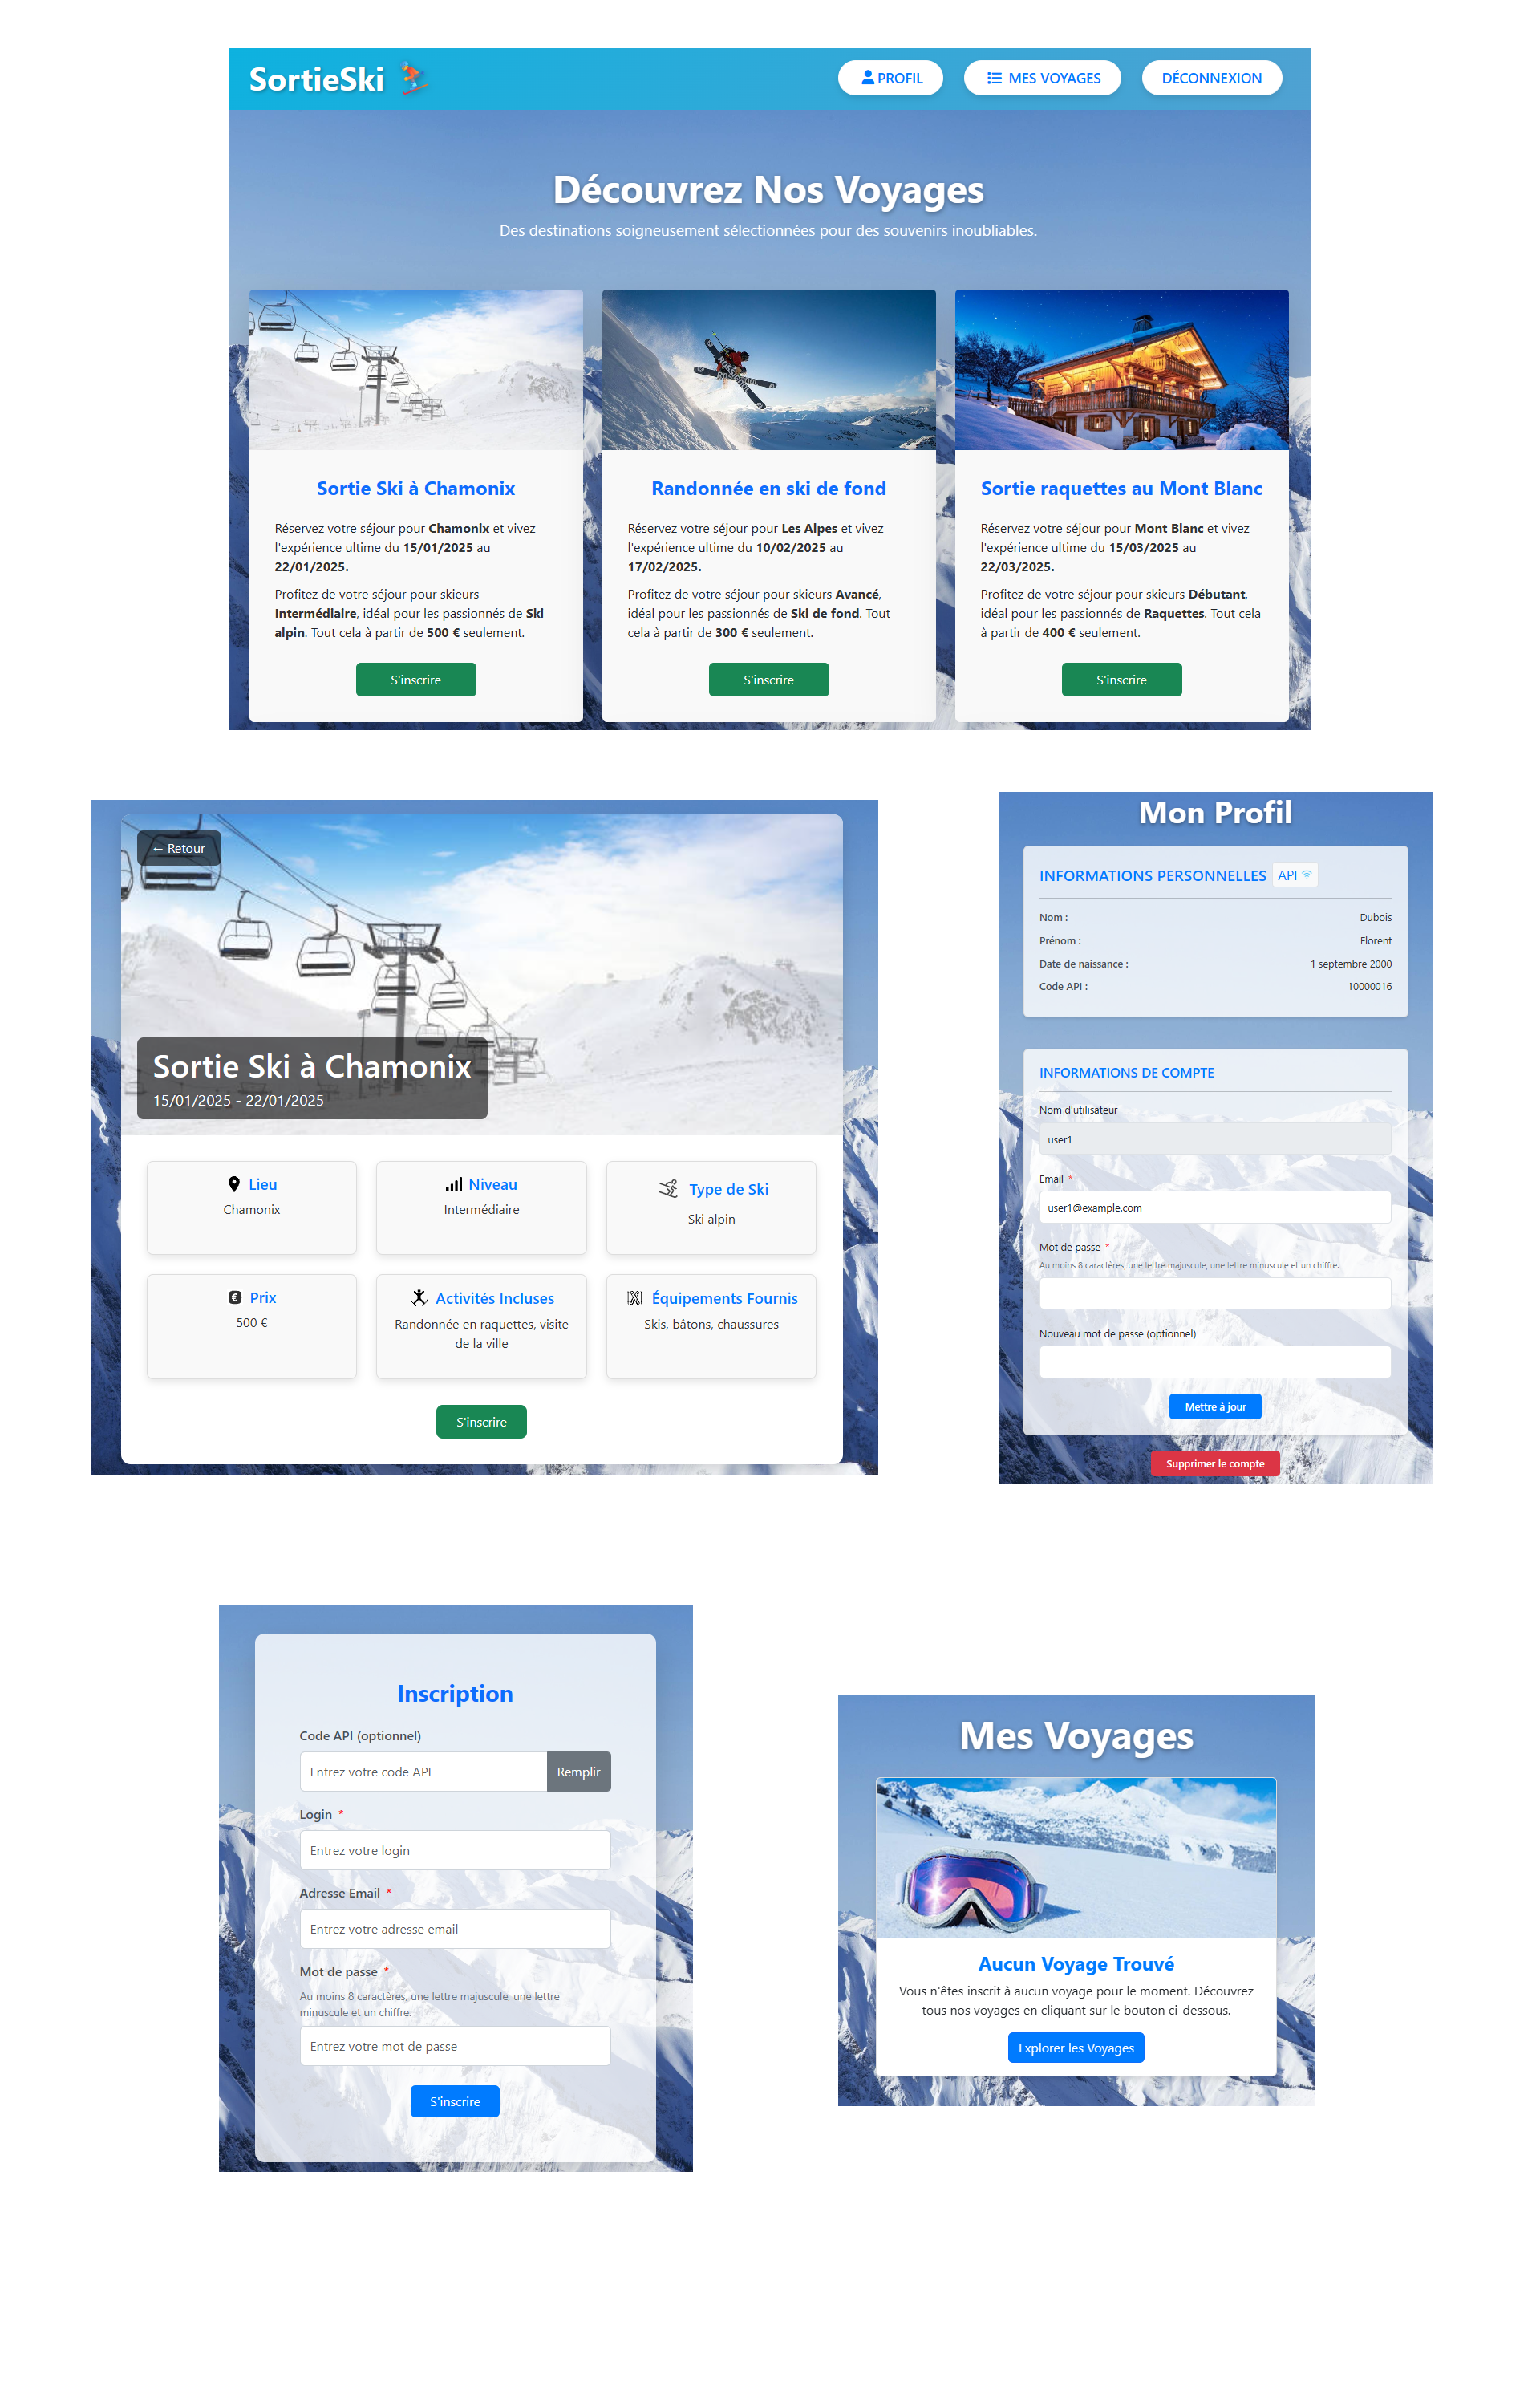 SortieSki
PROFIL
MES VOYAGES
DÉCONNEXION
Découvrez Nos Voyages
Des destinations soigneusement sélectionnées pour des souvenirs inoubliables.
Sortie Ski à Chamonix
Réservez votre séjour pour Chamonix et vivez
l'expérience ultime du 15/01/2025 au
22/01/2025.
Profitez de votre séjour pour skieurs
Intermédiaire, idéal pour les passionnés de Ski
alpin. Tout cela à partir de 500 € seulement.
S'inscrire
Randonnée en ski de fond
Réservez votre séjour pour Les Alpes et vivez
l'expérience ultime du 10/02/2025 au
17/02/2025.
Profitez de votre séjour pour skieurs Avancé,
idéal pour les passionnés de Ski de fond. Tout
cela à partir de 300 € seulement.
S'inscrire
Sortie raquettes au Mont Blanc
Réservez votre séjour pour Mont Blanc et vivez
l'expérience ultime du 15/03/2025 au
22/03/2025.
Profitez de votre séjour pour skieurs Débutant,
idéal pour les passionnés de Raquettes. Tout cela
à partir de 400 € seulement.
S'inscrire
← Retour
Sortie Ski à Chamonix
15/01/2025 - 22/01/2025
Lieu
Chamonix
Niveau
Intermédiaire
Type de Ski
Ski alpin
Prix
500 €
Activités Incluses
Randonnée en raquettes, visite
de la ville
Équipements Fournis
Skis, bâtons, chaussures
S'inscrire
Mon Profil
INFORMATIONS PERSONNELLES API
Nom : Dubois
Prénom : Florent
Date de naissance : 1 septembre 2000
Code API : 10000016
INFORMATIONS DE COMPTE
Nom d'utilisateur
user1
Email *
user1@example.com
Mot de passe *
Au moins 8 caractères, une lettre majuscule, une lettre minuscule et un chiffre.
Nouveau mot de passe (optionnel)
Mettre à jour
Supprimer le compte
Inscription
Code API (optionnel)
Entrez votre code API
Remplir
Login *
Entrez votre login
Adresse Email *
Entrez votre adresse email
Mot de passe *
Au moins 8 caractères, une lettre majuscule, une lettre
minuscule et un chiffre.
Entrez votre mot de passe
S'inscrire
Mes Voyages
Aucun Voyage Trouvé
Vous n'êtes inscrit à aucun voyage pour le moment. Découvrez
tous nos voyages en cliquant sur le bouton ci-dessous.
Explorer les Voyages